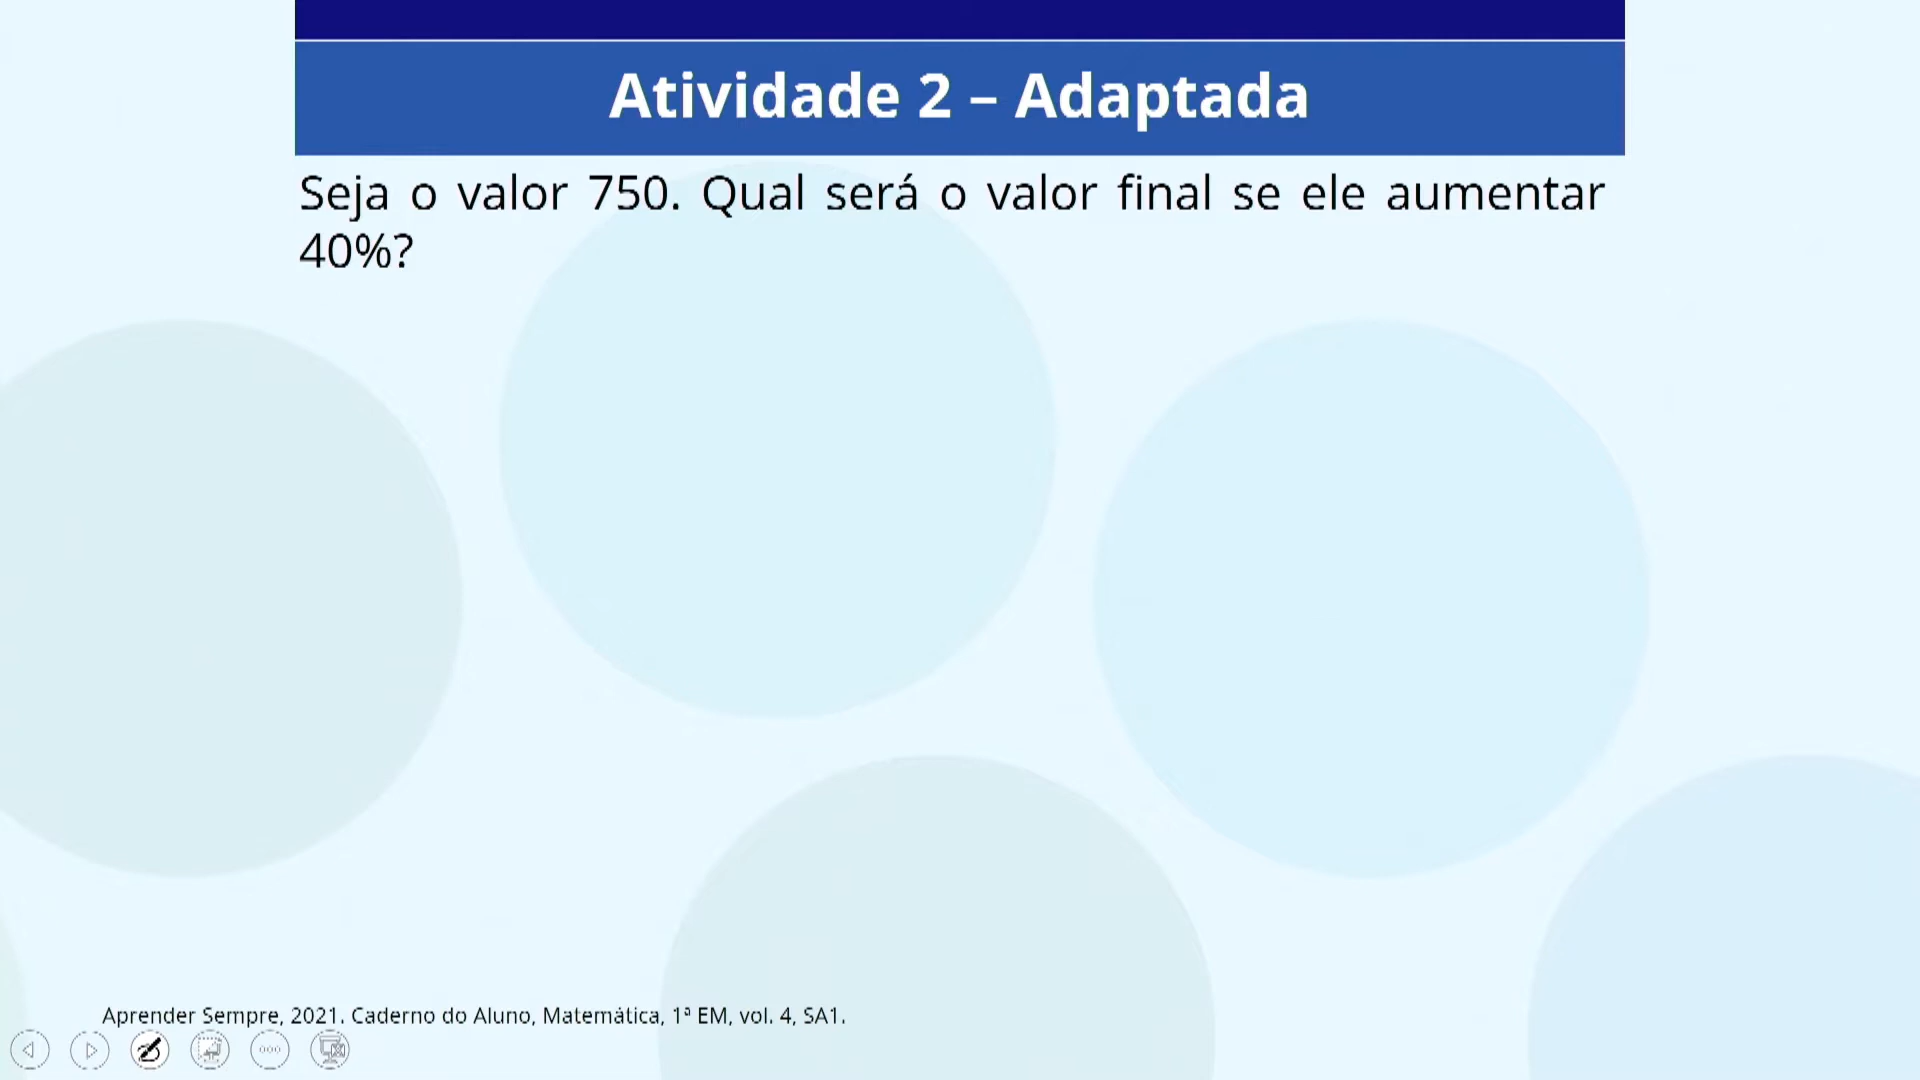 Atividade 2 – Adaptada
Seja o valor 750. Qual será o valor final se ele aumentar
40%?
Aprender Sempre, 2021. Caderno do Aluno, Matemática, 1ª EM, vol. 4, SA1.